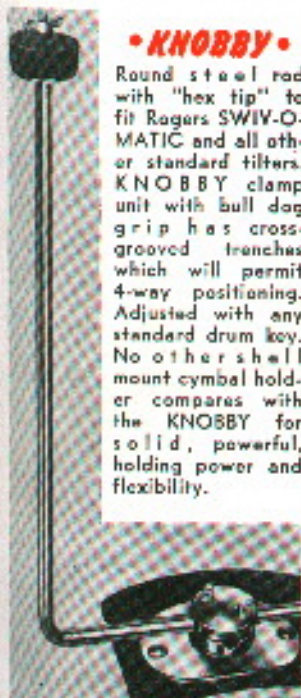 • KNOBBY •
Round steel rod
with "hex tip" to
fit Rogers SWIV-O-
MATIC and all oth-
er standard tilters.
KNOBBY clamp
unit with bull dog
grip has cross-
grooved trenches
which will permit
4-way positioning.
Adjusted with any
standard drum key.
No other shell
mount cymbal hold-
er compares with
the KNOBBY for
solid, powerful,
holding power and
flexibility.